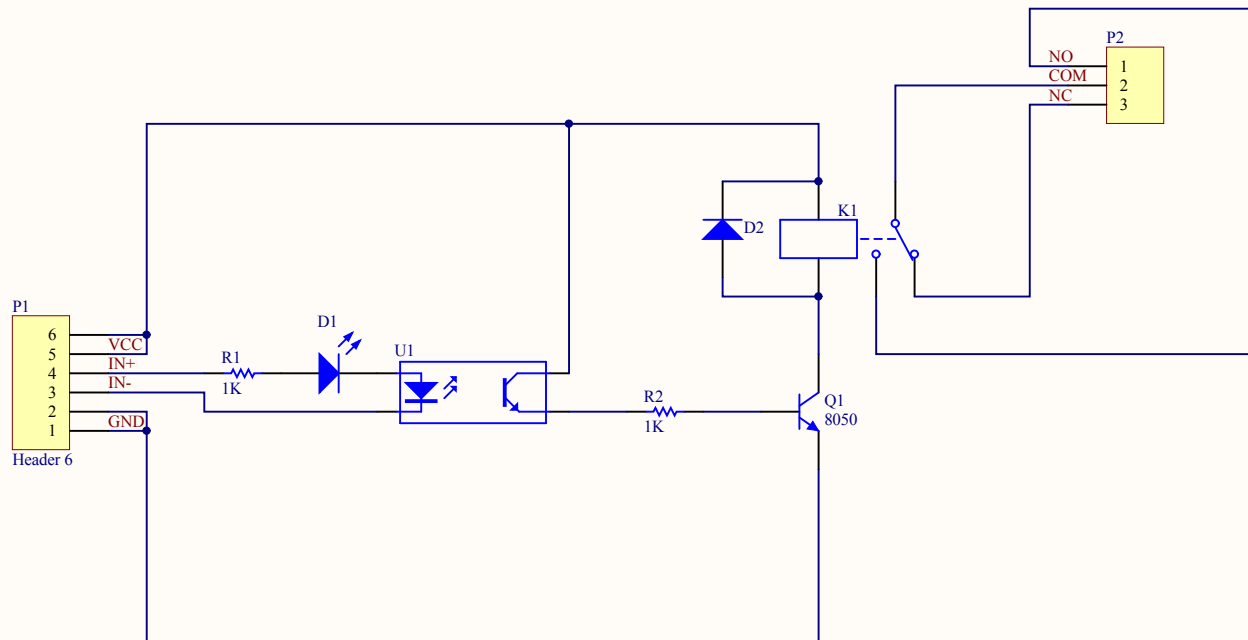 P2
NO
1
COM
2
NC
3
K1
D2
P1
6
VCC
5
IN+
4
IN-
3
2
GND
1
Header 6
R1
1K
D1
U1
R2
1K
Q1
8050